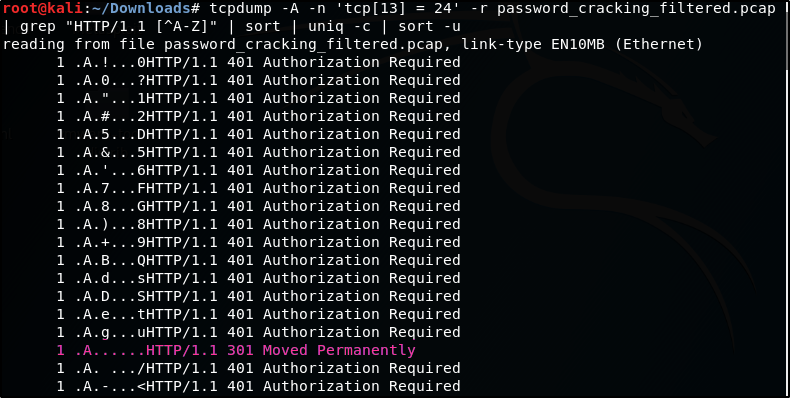 root@kali:~/Downloads# tcpdump -A -n 'tcp[13] = 24' -r password_cracking_filtered.pcap
| grep "HTTP/1.1 [^A-Z]" | sort | uniq -c | sort -u
reading from file password_cracking_filtered.pcap, link-type EN10MB (Ethernet)
1 .A.!...0HTTP/1.1 401 Authorization Required
1 .A.0...?HTTP/1.1 401 Authorization Required
1 .A."...1HTTP/1.1 401 Authorization Required
1 .A.#...2HTTP/1.1 401 Authorization Required
1 .A.5...DHTTP/1.1 401 Authorization Required
1 .A.&...5HTTP/1.1 401 Authorization Required
1 .A.'...6HTTP/1.1 401 Authorization Required
1 .A.7...FHTTP/1.1 401 Authorization Required
1 .A.8...GHTTP/1.1 401 Authorization Required
1 .A.)...8HTTP/1.1 401 Authorization Required
1 .A.+...9HTTP/1.1 401 Authorization Required
1 .A.B...QHTTP/1.1 401 Authorization Required
1 .A.d...sHTTP/1.1 401 Authorization Required
1 .A.D...SHTTP/1.1 401 Authorization Required
1 .A.e...tHTTP/1.1 401 Authorization Required
1 .A.g...uHTTP/1.1 401 Authorization Required
1 .A......HTTP/1.1 301 Moved Permanently
1 .A. .../HTTP/1.1 401 Authorization Required
1 .A.-...<HTTP/1.1 401 Authorization Required